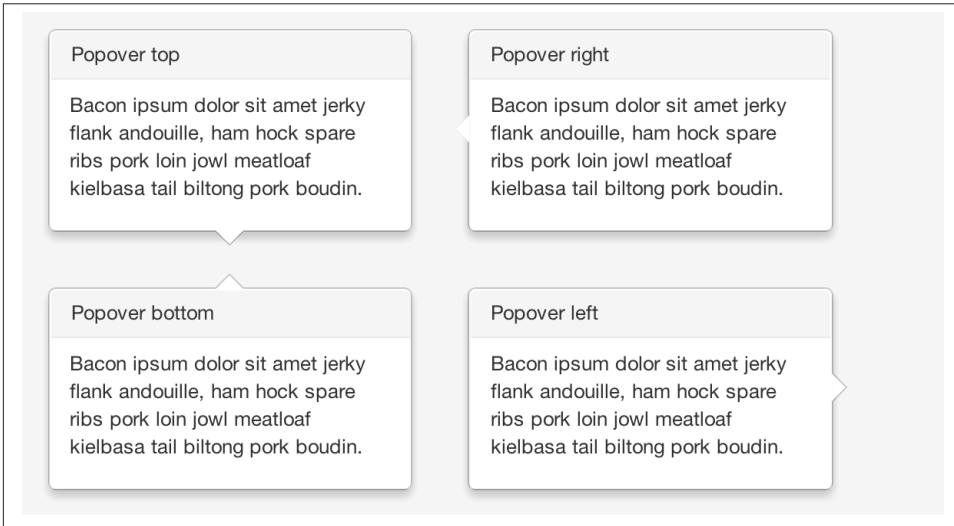 Popover top
Bacon ipsum dolor sit amet jerky
flank andouille, ham hock spare
ribs pork loin jowl meatloaf
kielbasa tail biltong pork boudin.
Popover right
Bacon ipsum dolor sit amet jerky
flank andouille, ham hock spare
ribs pork loin jowl meatloaf
kielbasa tail biltong pork boudin.
Popover bottom
Bacon ipsum dolor sit amet jerky
flank andouille, ham hock spare
ribs pork loin jowl meatloaf
kielbasa tail biltong pork boudin.
Popover left
Bacon ipsum dolor sit amet jerky
flank andouille, ham hock spare
ribs pork loin jowl meatloaf
kielbasa tail biltong pork boudin.